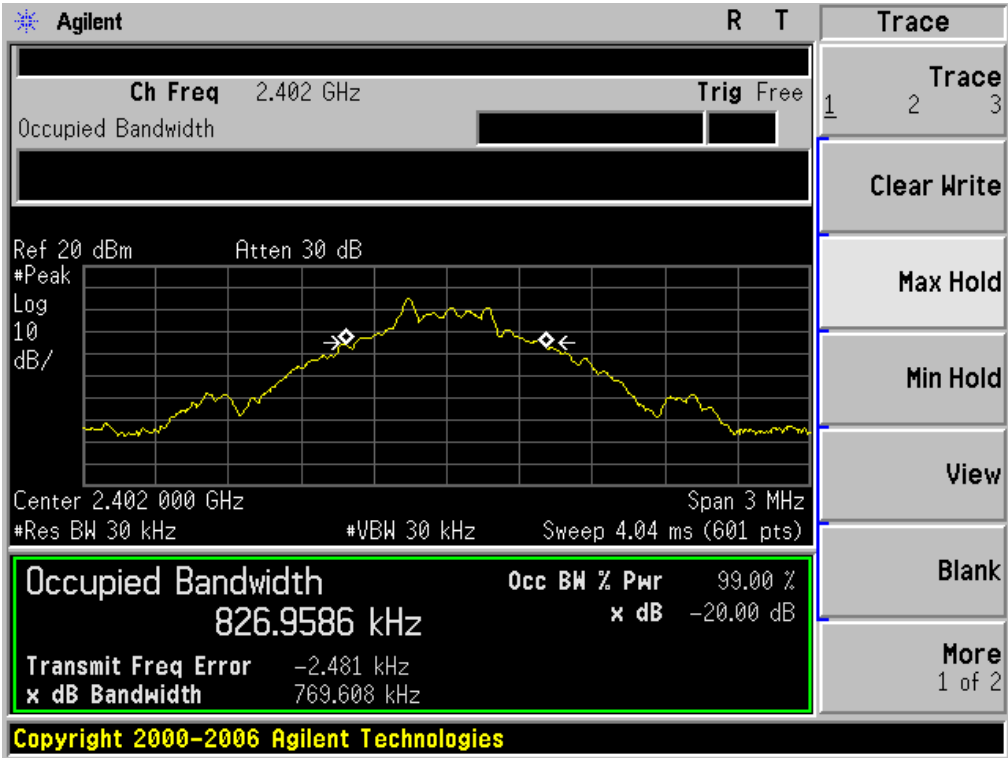 Agilent R T
Ch Freq 2.402 GHz Trig Free
Occupied Bandwidth
Ref 20 dBm Atten 30 dB
#Peak
Log
10
dB/
Center 2.402 000 GHz Span 3 MHz
#Res BW 30 kHz #VBW 30 kHz Sweep 4.04 ms (601 pts)
Occupied Bandwidth
826.9586 kHz
Occ BW % Pwr 99.00 %
x dB -20.00 dB
Transmit Freq Error -2.481 kHz
x dB Bandwidth 769.608 kHz
Copyright 2000-2006 Agilent Technologies
Trace
Trace
1 2 3
Clear Write
Max Hold
Min Hold
View
Blank
More
1 of 2